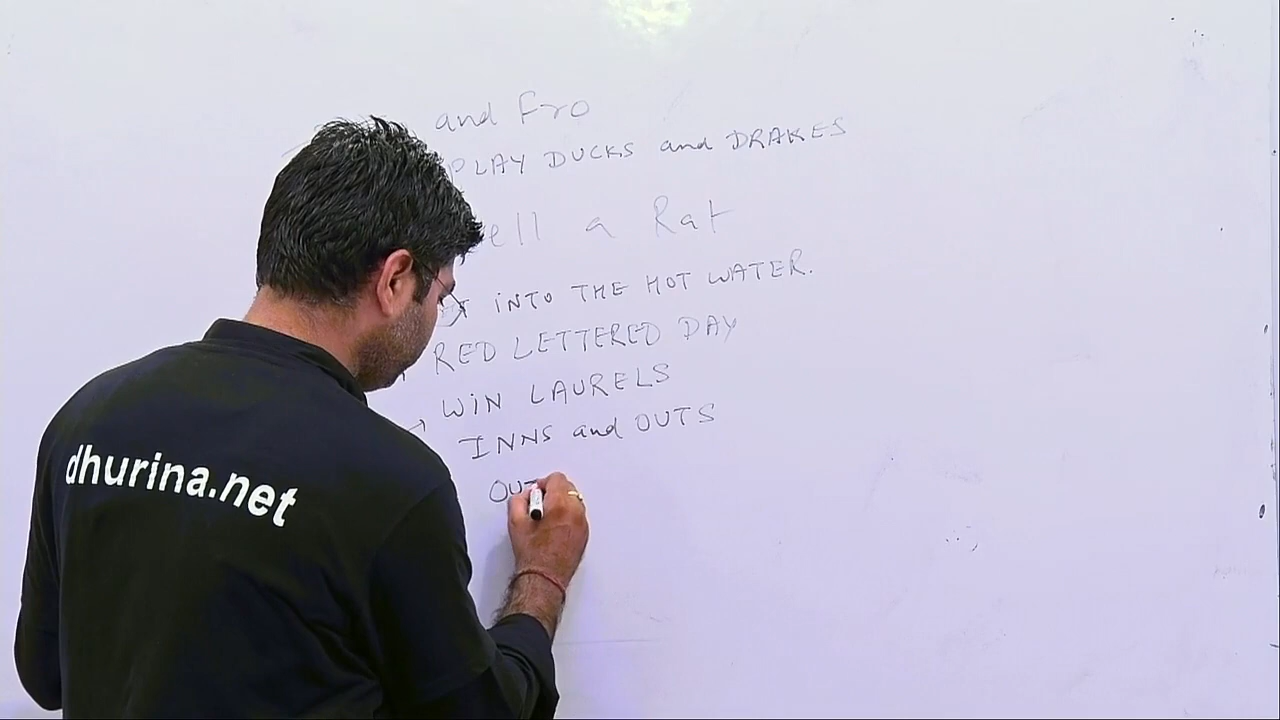 and Fro
PLAY DUCKS and DRAKES
ell a Rat
INTO THE HOT WATER.
RED LETTERED DAY
WIN LAURELS
INNS and OUTS
OUT
dhurina.net